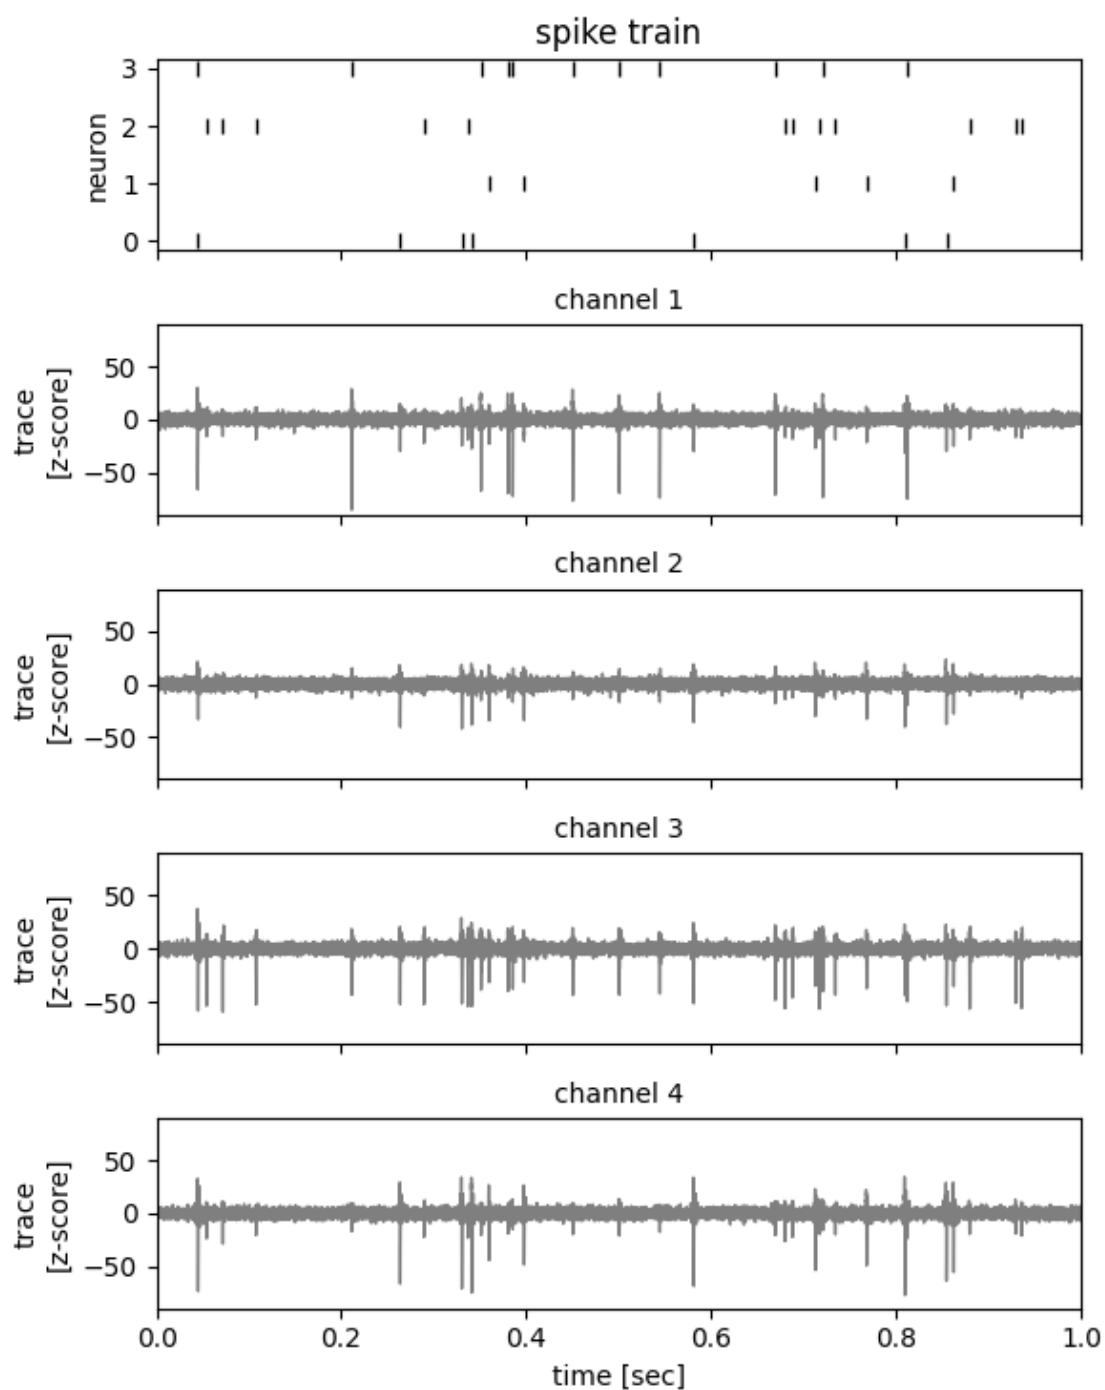 spike train
neuron
3
2
1
0
channel 1
trace
[z-score]
50
0
−50
channel 2
trace
[z-score]
50
0
−50
channel 3
trace
[z-score]
50
0
−50
channel 4
trace
[z-score]
50
0
−50
0.0 0.2 0.4 0.6 0.8 1.0
time [sec]